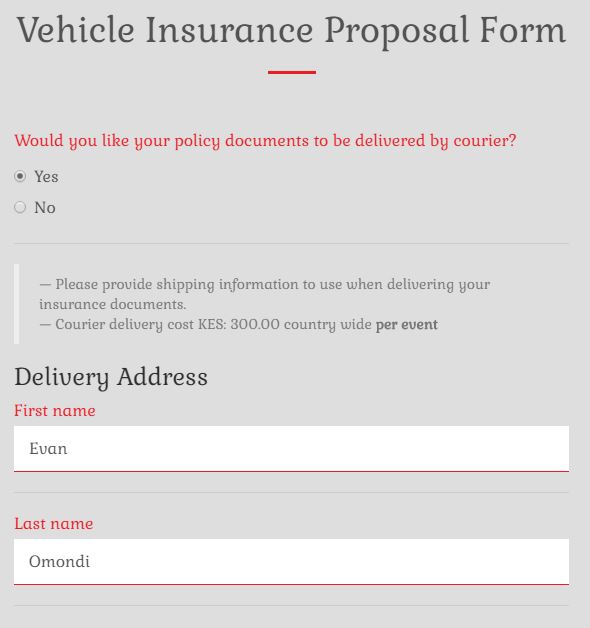 Vehicle Insurance Proposal Form
Would you like your policy documents to be delivered by courier?
Yes
No
— Please provide shipping information to use when delivering your
insurance documents.
— Courier delivery cost KES: 300.00 country wide per event
Delivery Address
First name
Evan
Last name
Omondi